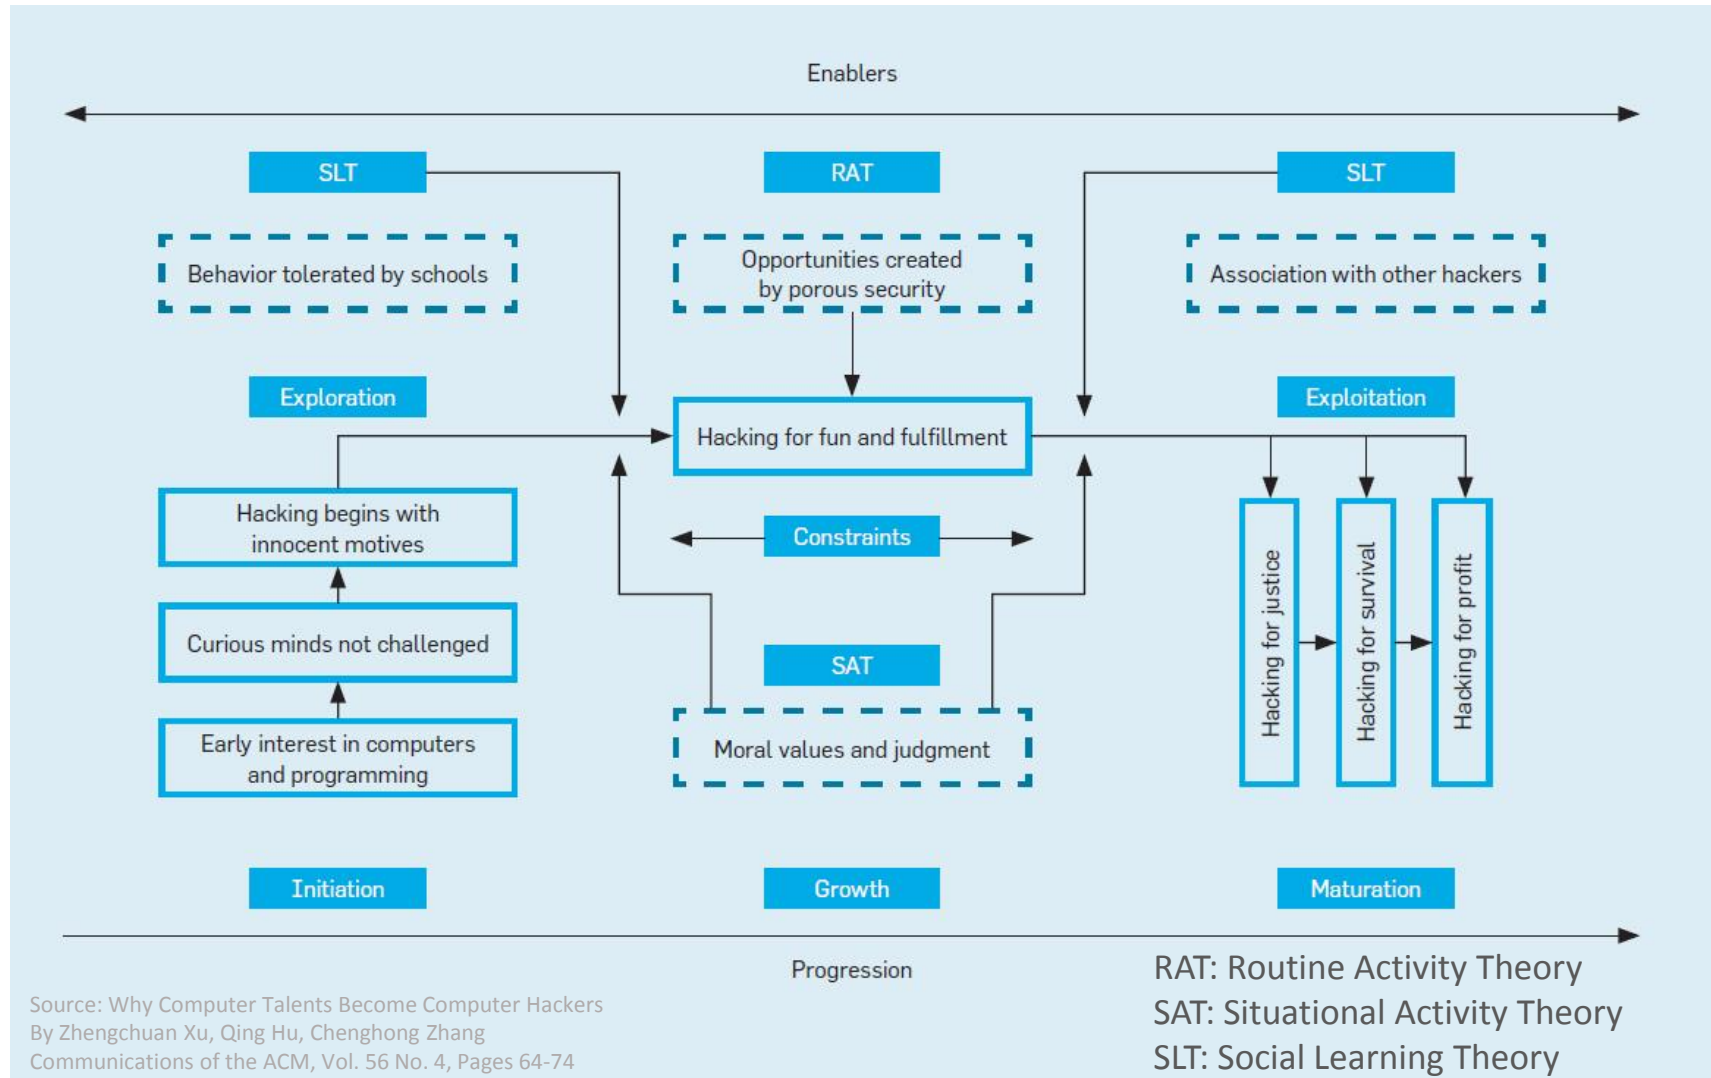 Enablers
SLT
RAT
SLT
Behavior tolerated by schools
Opportunities created
by porous security
Association with other hackers
Exploration
Exploitation
Hacking for fun and fulfillment
Hacking begins with
innocent motives
Constraints
Curious minds not challenged
SAT
Early interest in computers
and programming
Moral values and judgment
Hacking for justice
Hacking for survival
Hacking for profit
Initiation
Growth
Maturation
Progression
Source: Why Computer Talents Become Computer Hackers
By Zhengchuan Xu, Qing Hu, Chenghong Zhang
Communications of the ACM, Vol. 56 No. 4, Pages 64-74
RAT: Routine Activity Theory
SAT: Situational Activity Theory
SLT: Social Learning Theory